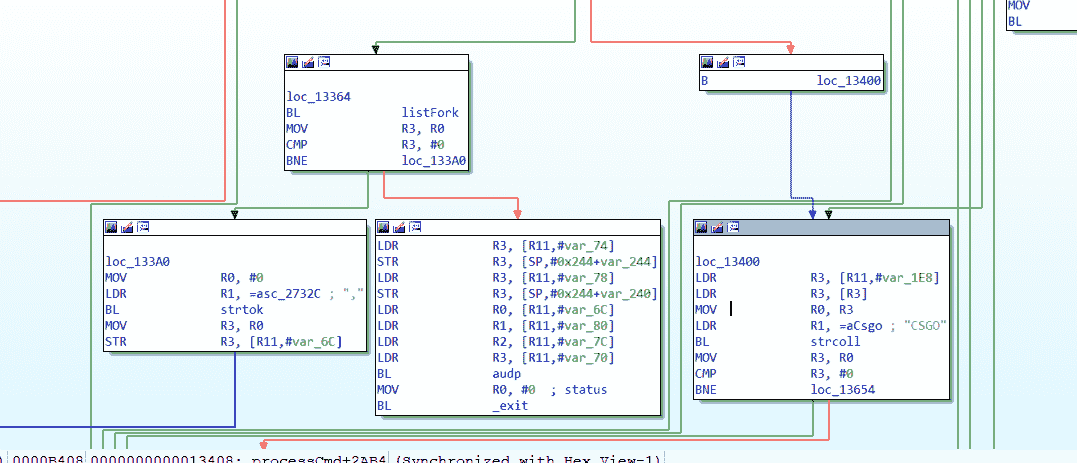 MOV
BL
loc_13364
BL listFork
MOV R3, R0
CMP R3, #0
BNE loc_133A0
B loc_13400
loc_133A0
MOV R0, #0
LDR R1, =asc_2732C ; ","
BL strtok
MOV R3, R0
STR R3, [R11,#var_6C]
LDR R3, [R11,#var_74]
STR R3, [SP,#0x244+var_244]
LDR R3, [R11,#var_78]
STR R3, [SP,#0x244+var_240]
LDR R0, [R11,#var_6C]
LDR R1, [R11,#var_80]
LDR R2, [R11,#var_7C]
LDR R3, [R11,#var_70]
BL audp
MOV R0, #0 ; status
BL _exit
loc_13400
LDR R3, [R11,#var_1E8]
LDR R3, [R3]
MOV R0, R3
LDR R1, =aCsgo ; "CSGO"
BL strcoll
MOV R3, R0
CMP R3, #0
BNE loc_13654
0000B408 0000000000013408: processCmd+2AB4 (Synchronized with Hex View-1)